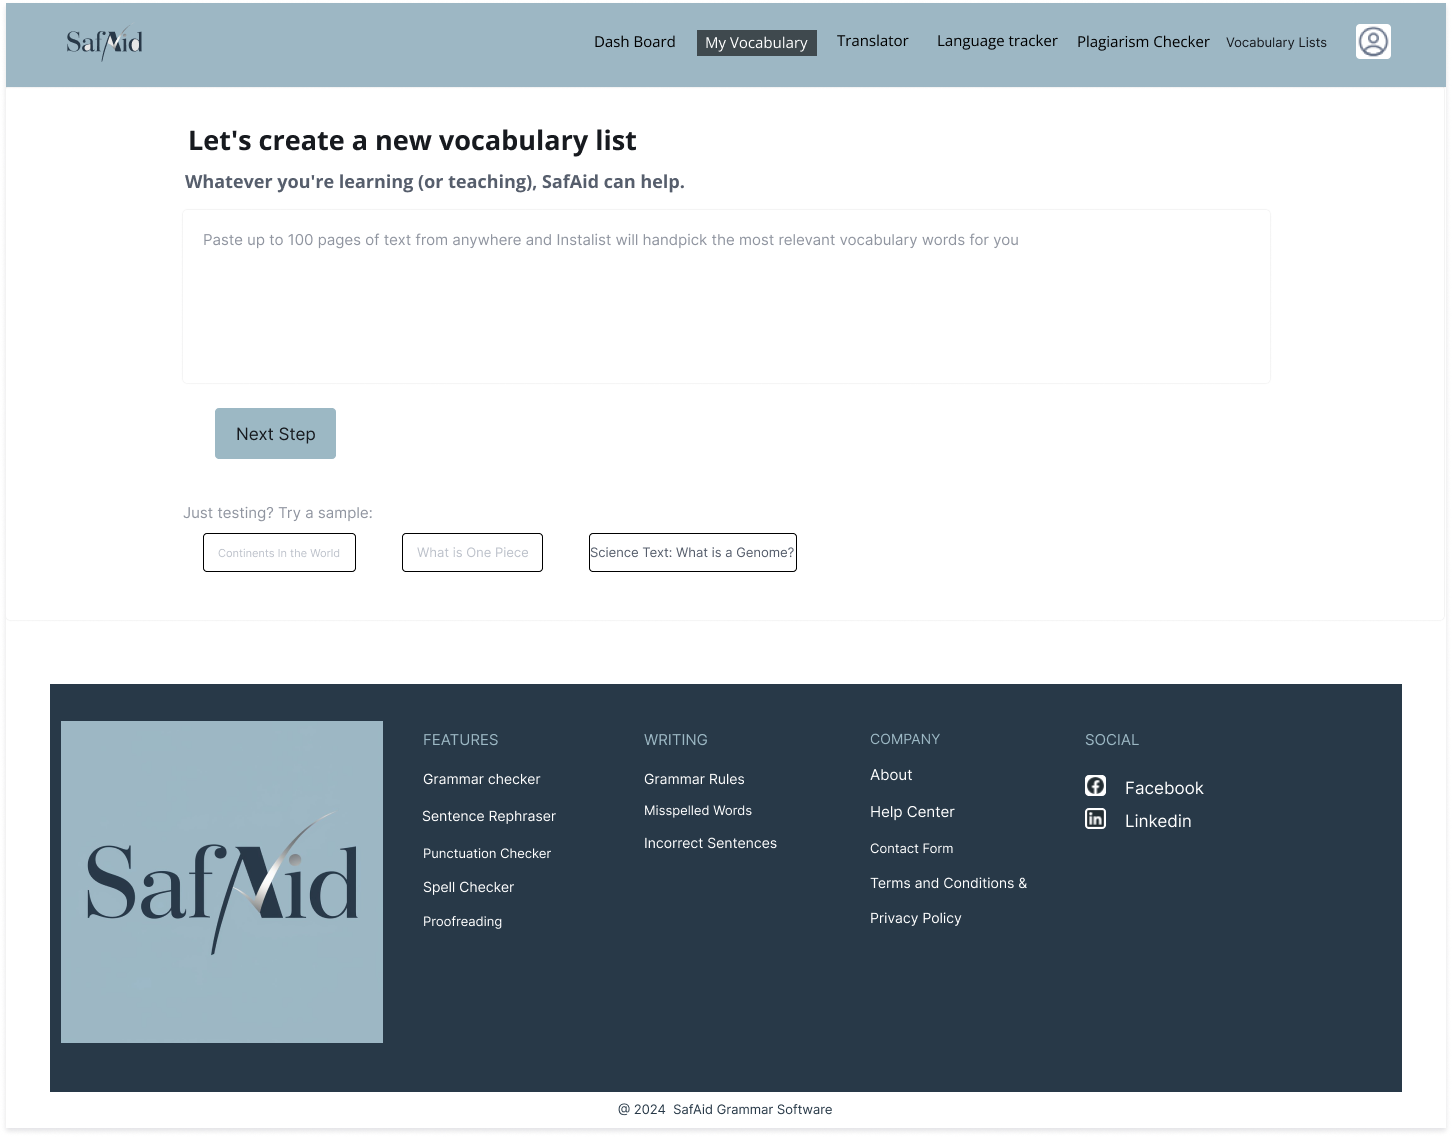 SafAid
Dash Board
My Vocabulary
Translator
Language tracker
Plagiarism Checker
Vocabulary Lists
Let's create a new vocabulary list
Whatever you're learning (or teaching), SafAid can help.
Paste up to 100 pages of text from anywhere and Instalist will handpick the most relevant vocabulary words for you
Next Step
Just testing? Try a sample:
Continents In the World
What is One Piece
Science Text: What is a Genome?
SafAid
FEATURES
Grammar checker
Sentence Rephraser
Punctuation Checker
Spell Checker
Proofreading
WRITING
Grammar Rules
Misspelled Words
Incorrect Sentences
COMPANY
About
Help Center
Contact Form
Terms and Conditions &
Privacy Policy
SOCIAL
Facebook
Linkedin
@ 2024 SafAid Grammar Software